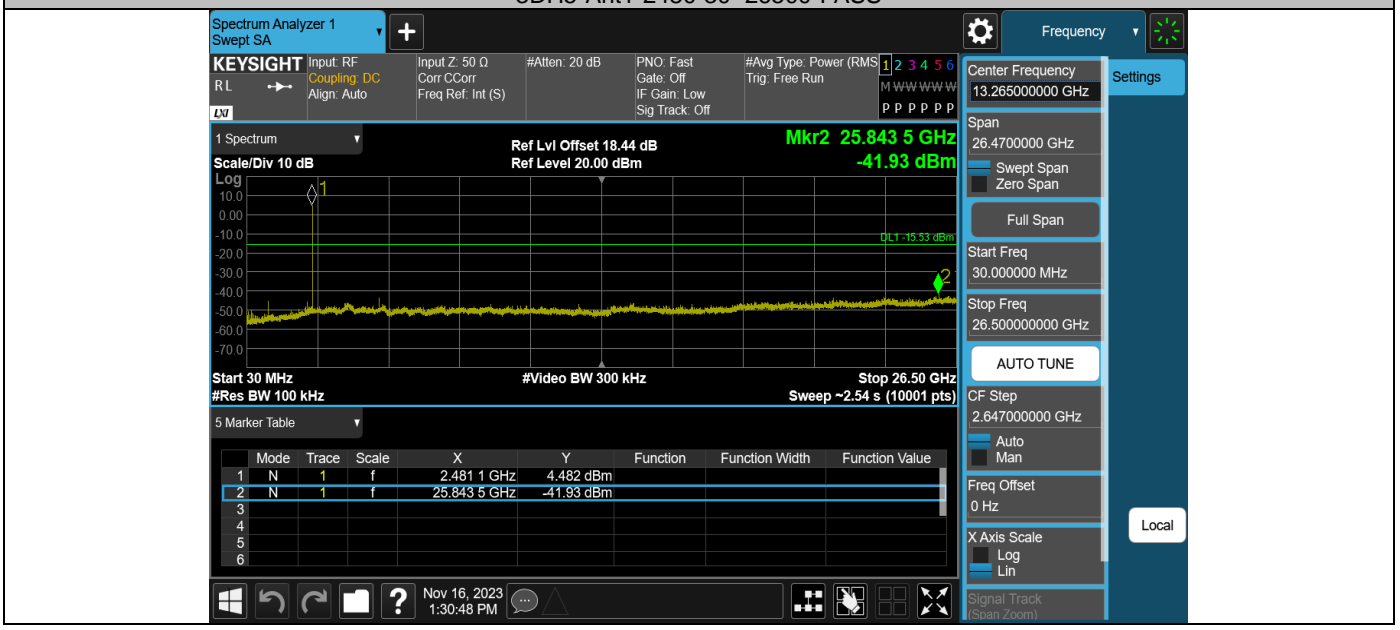 Spectrum Analyzer 1
Swept SA
+
Frequency
KEYSIGHT
RL
LXI
Input: RF
Coupling: DC
Align: Auto
Input Z: 50 Ω
Corr CCorr
Freq Ref: Int (S)
#Atten: 20 dB
PNO: Fast
Gate: Off
IF Gain: Low
Sig Track: Off
#Avg Type: Power (RMS
Trig: Free Run
1 2 3 4 5 6
M W W W W W
P P P P P P
1 Spectrum
Scale/Div 10 dB
Ref Lvl Offset 18.44 dB
Ref Level 20.00 dBm
Mkr2 25.843 5 GHz
-41.93 dBm
Log
10.0
0.00
-10.0
-20.0
-30.0
-40.0
-50.0
-60.0
-70.0
1
DL1 -15.53 dBm
2
Start 30 MHz
#Video BW 300 kHz
Stop 26.50 GHz
#Res BW 100 kHz
Sweep ~2.54 s (10001 pts)
5 Marker Table
Mode Trace Scale X Y Function Function Width Function Value
1 N 1 f 2.481 1 GHz 4.482 dBm
2 N 1 f 25.843 5 GHz -41.93 dBm
3
4
5
6
Nov 16, 2023
1:30:48 PM
?
Center Frequency
13.265000000 GHz
Settings
Span
26.4700000 GHz
Swept Span
Zero Span
Full Span
Start Freq
30.000000 MHz
Stop Freq
26.500000000 GHz
AUTO TUNE
CF Step
2.647000000 GHz
Auto
Man
Freq Offset
0 Hz
Local
X Axis Scale
Log
Lin
Signal Track
(Span Zoom)